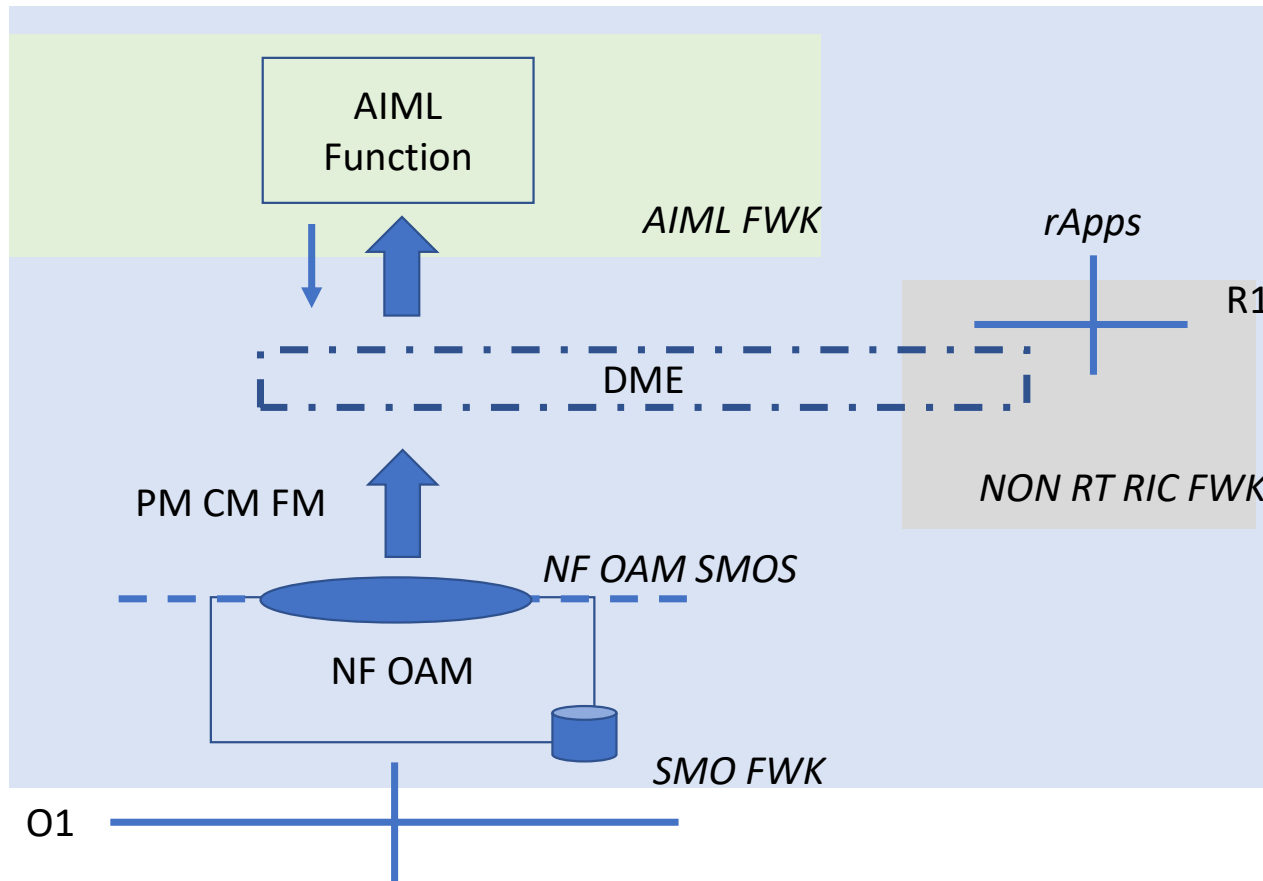 AIML
Function
AIML FWK
rApps
R1
DME
PM CM FM
NON RT RIC FWK
NF OAM SMOS
NF OAM
SMO FWK
O1